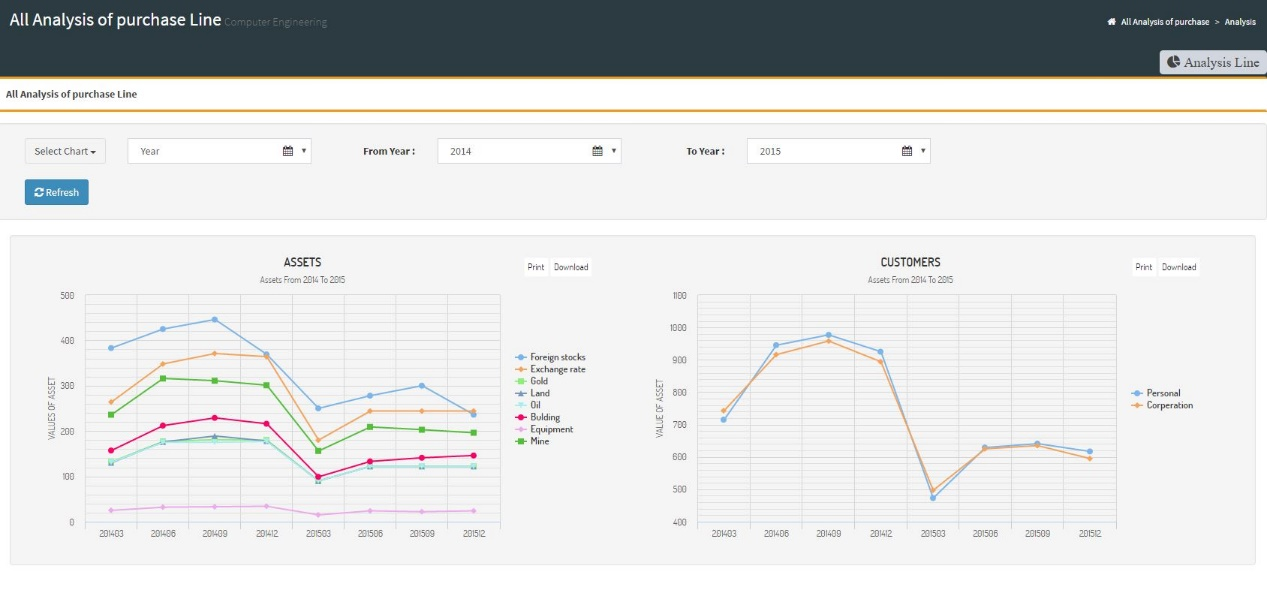 All Analysis of purchase Line Computer Engineering
All Analysis of purchase > Analysis
Analysis Line
All Analysis of purchase Line
Select Chart
Year
From Year :
2014
To Year :
2015
Refresh
ASSETS
Assets From 2014 To 2015
Print Download
VALUES OF ASSET
500
400
300
200
100
0
201403 201406 201409 201412 201503 201506 201509 201512
Foreign stocks
Exchange rate
Gold
Land
Oil
Bulding
Equipment
Mine
CUSTOMERS
Assets From 2014 To 2015
Print Download
VALUE OF ASSET
1100
1000
900
800
700
600
500
400
201403 201406 201409 201412 201503 201506 201509 201512
Personal
Corperation